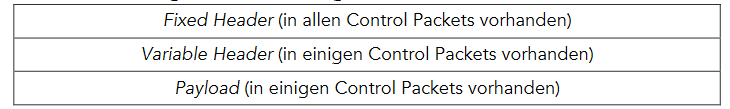 Fixed Header (in allen Control Packets vorhanden)
Variable Header (in einigen Control Packets vorhanden)
Payload (in einigen Control Packets vorhanden)